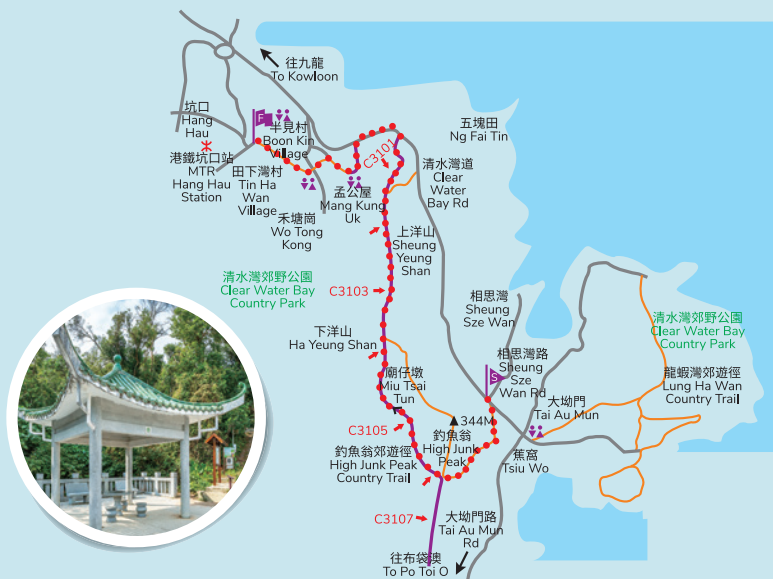 往九龍
To Kowloon
坑口
Hang
Hau
港鐵坑口站
MTR
Hang Hau
Station
F
半見村
Boon Kin
Village
田下灣村
Tin Ha
Wan
Village
禾塘崗
Wo Tong
Kong
孟公屋
Mang Kung
Uk
C3101
五塊田
Ng Fai Tin
清水灣道
Clear
Water
Bay Rd
上洋山
Sheung
Yeung
Shan
清水灣郊野公園
Clear Water Bay
Country Park
C3103
相思灣
Sheung
Sze Wan
清水灣郊野公園
Clear Water Bay
Country Park
下洋山
Ha Yeung Shan
相思灣路
Sheung
Sze
Wan Rd
S
龍蝦灣郊遊徑
Lung Ha Wan
Country Trail
廟仔墩
Miu Tsai
Tun
大坳門
Tai Au Mun
344M
釣魚翁
High Junk
Peak
C3105
釣魚翁郊遊徑
High Junk Peak
Country Trail
蕉窩
Tsiu Wo
C3107
大坳門路
Tai Au Mun
Rd
往布袋澳
To Po Toi O